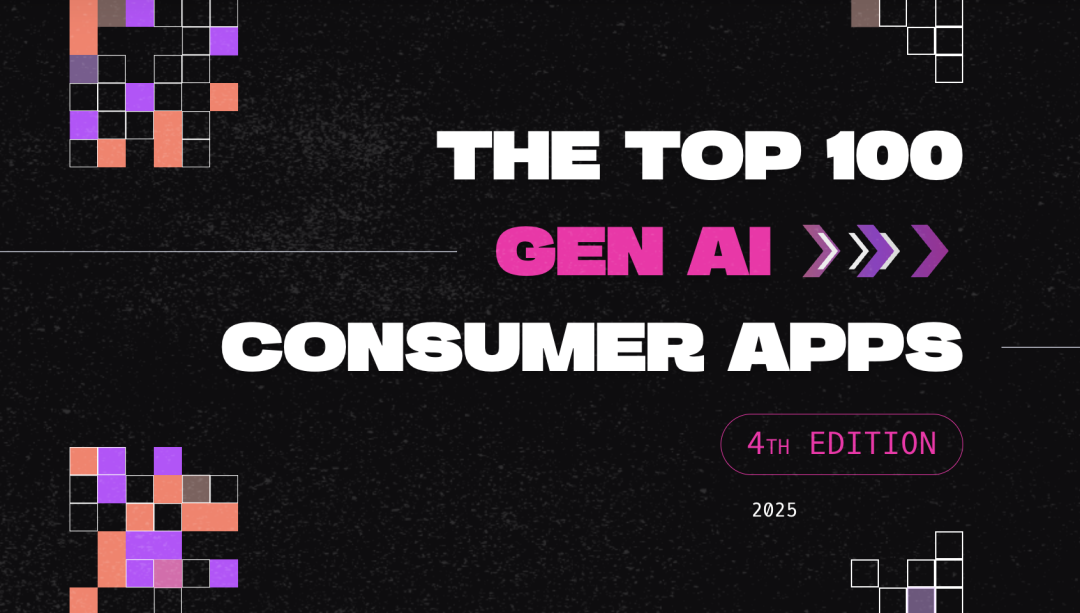 THE TOP 100
GEN AI
CONSUMER APPS
4TH EDITION
2025